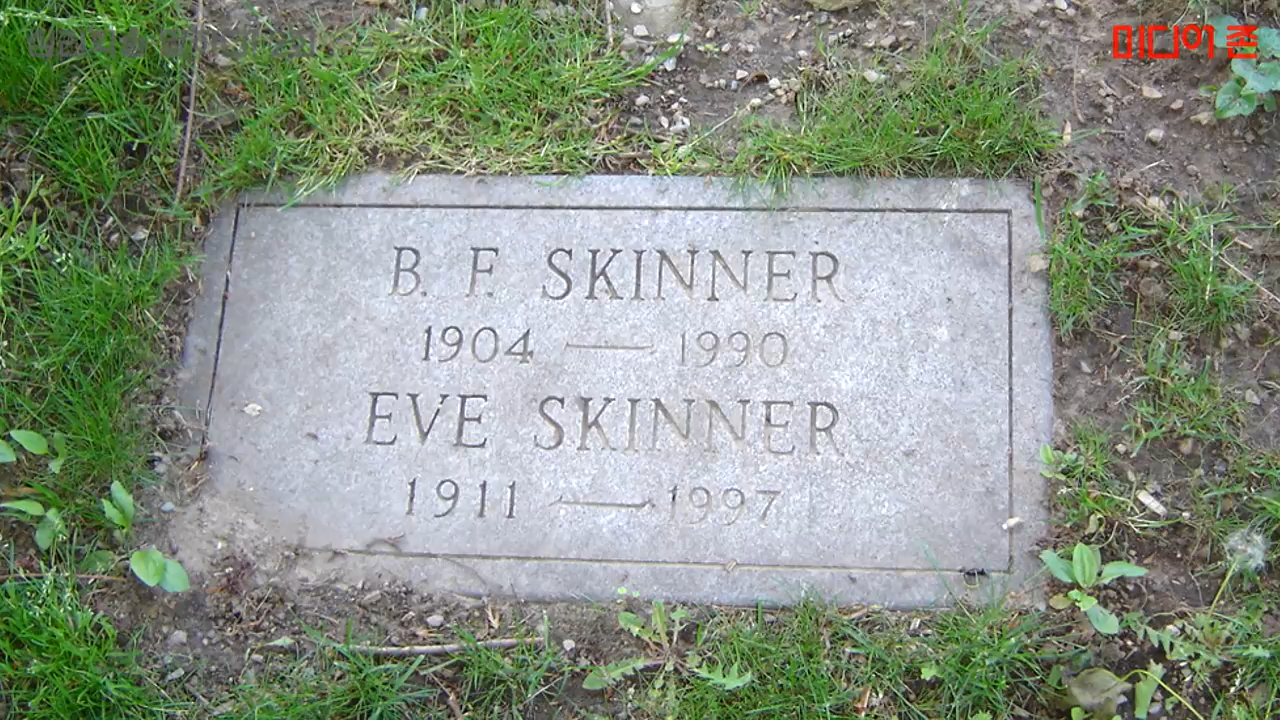 미디어 존
B. F. SKINNER
1904 — 1990
EVE SKINNER
1911 — 1997